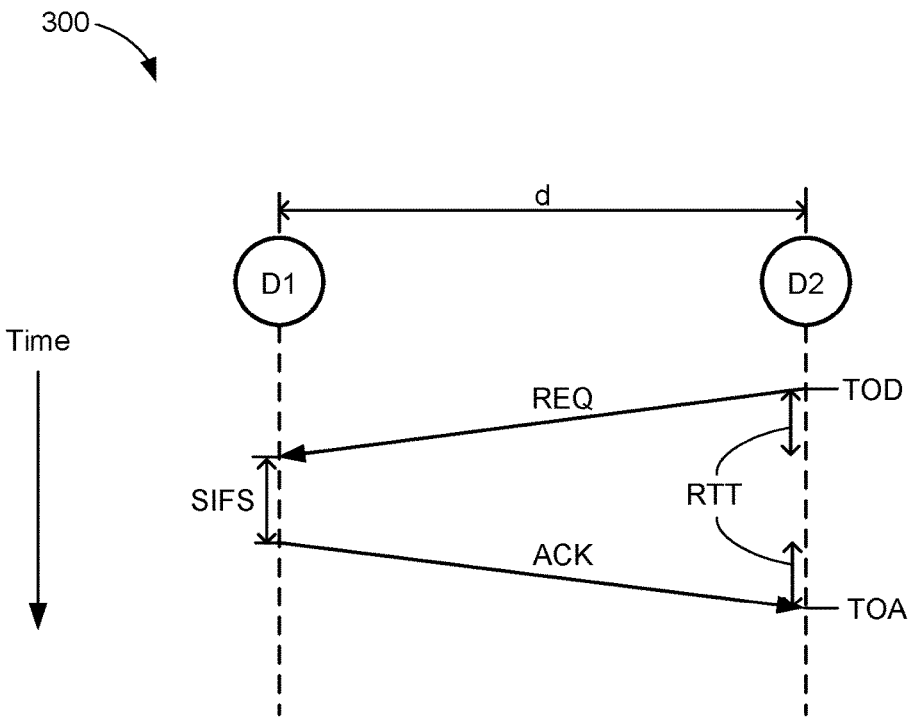 300
d
D1
D2
Time
TOD
REQ
SIFS
RTT
ACK
TOA